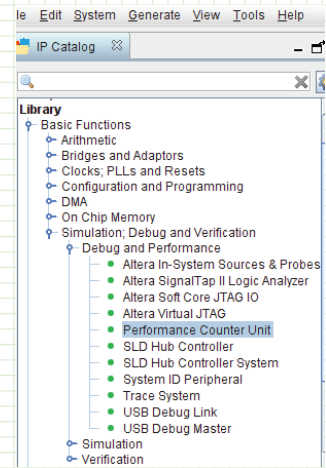 le Edit System Generate View Tools Help
IP Catalog
Library
Basic Functions
Arithmetic
Bridges and Adaptors
Clocks; PLLs and Resets
Configuration and Programming
DMA
On Chip Memory
Simulation; Debug and Verification
Debug and Performance
Altera In-System Sources & Probes
Altera SignalTap II Logic Analyzer
Altera Soft Core JTAG IO
Altera Virtual JTAG
Performance Counter Unit
SLD Hub Controller
SLD Hub Controller System
System ID Peripheral
Trace System
USB Debug Link
USB Debug Master
Simulation
Verification